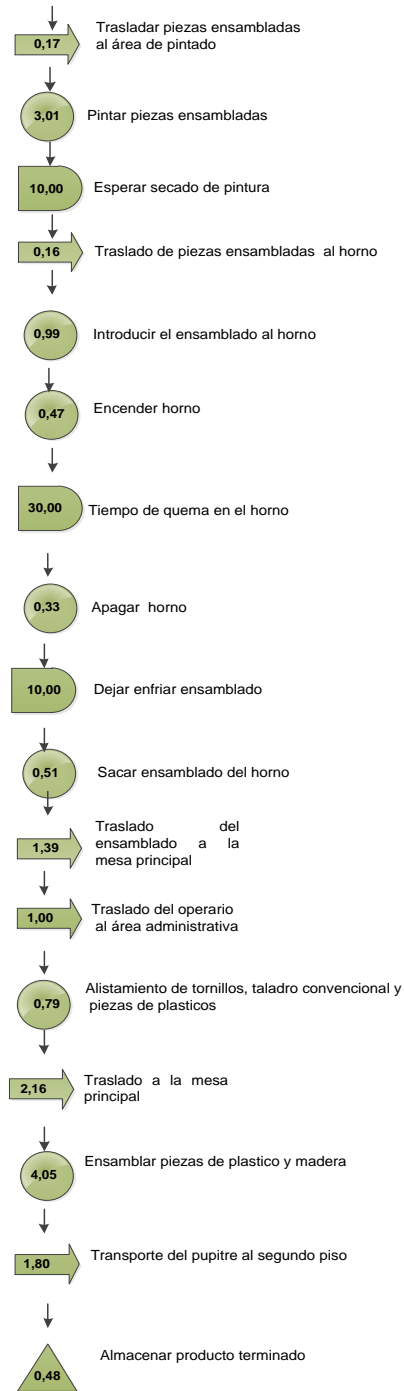 0,17
Trasladar piezas ensambladas
al área de pintado
3,01
Pintar piezas ensambladas
10,00
Esperar secado de pintura
0,16
Traslado de piezas ensambladas al horno
0,99
Introducir el ensamblado al horno
0,47
Encender horno
30,00
Tiempo de quema en el horno
0,33
Apagar horno
10,00
Dejar enfriar ensamblado
0,51
Sacar ensamblado del horno
1,39
Traslado del
ensamblado a la
mesa principal
1,00
Traslado del operario
al área administrativa
0,79
Alistamiento de tornillos, taladro convencional y
piezas de plasticos
2,16
Traslado a la mesa
principal
4,05
Ensamblar piezas de plastico y madera
1,80
Transporte del pupitre al segundo piso
0,48
Almacenar producto terminado